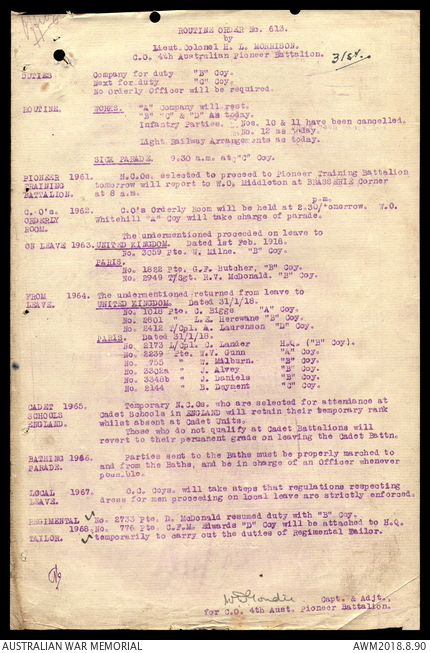 ROUTINE ORDER No. 613.
by
Lieut.Colonel H. L. MORRISON,
C.O. 4th Australian Pioneer Battalion.
31st.
DUTIES Company for duty "B" Coy.
Next for duty "C" Coy.
No Orderly Officer will be required.
ROUTINE. WORKS. "A" Company will rest.
"B" "C" & "D" As today.
Infantry Parties. Nos. 10 & 11 have been cancelled.
No. 12 as today.
Light Railway Arrangements as today.
SICK PARADE. 9.30 a.m. at "C" Coy.
PIONEER 1961. N.C.Os. selected to proceed to Pioneer Training Battalion
TRAINING tomorrow will report to W.O. Middleton at BRASSERIE Corner
BATTALION. at 8 a.m.
p.m.
C.O's. 1962. C.O's Orderly Room will be held at 2.30/tomorrow. W.O.
ORDERLY Whitehill "A" Coy will take charge of parade.
ROOM.
The undermentioned proceeded on leave to
ON LEAVE 1963. UNITED KINGDOM. Dated 1st Feb. 1918.
No. 3059 Pte. W. Milne. "B" Coy.
PARIS.
No. 1822 Pte. G.F. Butcher, "B" Coy.
No. 2949 T/Sgt. R.V. McDonald. "B" Coy.
FROM 1964. The undermentioned returned from leave to
LEAVE. UNITED KINGDOM. Dated 31/1/18.
No. 1018 Pte. C. Biggs "A" Coy.
No. 2801 " L.E. Herewane "B" Coy.
No. 2412 T/Cpl. A. Laurenson "D" Coy.
PARIS. Dated 31/1/18.
No. 2173 L/Cpl. C. Lander H.Q. ("B" Coy).
No. 2239 Pte. W.V. Gunn "A" Coy.
No. 755 " G. Milburn. "B" Coy.
No. 3302a " J. Alvey "B" Coy.
No. 3348b " J. Daniels "B" Coy.
No. 2144 " B. Dayment "C" Coy.
CADET 1965. Temporary N.C.Os. who are selected for attendance at
SCHOOLS Cadet Schools in ENGLAND will retain their temporary rank
ENGLAND. whilst absent at Cadet Units.
Those who do not qualify at Cadet Battalions will
revert to their permanent grade on leaving the Cadet Battn.
BATHING 1966. Parties sent to the Baths must be properly marched to
PARADE. and from the Baths, and be in charge of an Officer whenever
possible.
LOCAL 1967. O.C. Coys. will take steps that regulations respecting
LEAVE. dress for men proceeding on local leave are strictly enforced.
REGIMENTAL No. 2733 Pte. D. McDonald resumed duty with "B" Coy.
1968. No. 776 Pte. C.F.M. Edwards "D" Coy will be attached to H.Q.
TAILOR. temporarily to carry out the duties of Regimental Tailor.
Capt. & Adjt.,
for C.O. 4th Aust. Pioneer Battalion.
AUSTRALIAN WAR MEMORIAL AWM2018.8.90